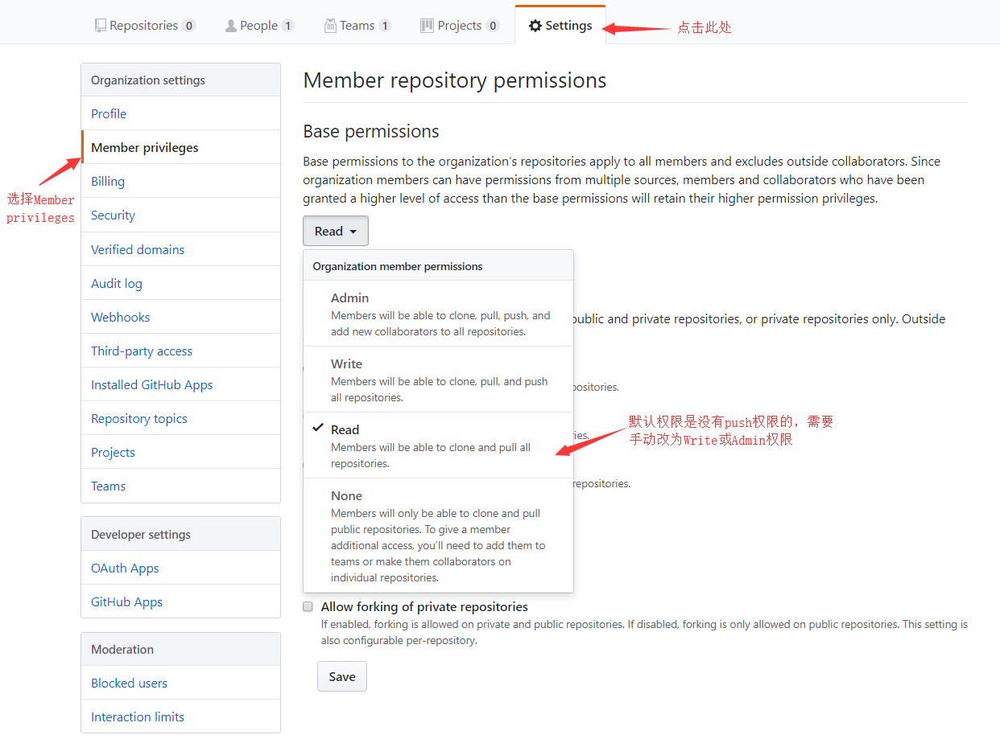 Repositories 0 People 1 Teams 1 Projects 0 Settings
点击此处
Organization settings
Profile
Member privileges
Billing
Security
Verified domains
Audit log
Webhooks
Third-party access
Installed GitHub Apps
Repository topics
Projects
Teams
选择Member
privileges
Developer settings
OAuth Apps
GitHub Apps
Moderation
Blocked users
Interaction limits
Member repository permissions
Base permissions
Base permissions to the organization’s repositories apply to all members and excludes outside collaborators. Since
organization members can have permissions from multiple sources, members and collaborators who have been
granted a higher level of access than the base permissions will retain their higher permission privileges.
Read
Organization member permissions
Admin
Members will be able to clone, pull, push, and
add new collaborators to all repositories.
public and private repositories, or private repositories only. Outside
Write
Members will be able to clone, pull, and push
all repositories.
positories.
Read
Members will be able to clone and pull all
repositories.
ies.
默认权限是没有push权限的，需要
手动改为Write或Admin权限
None
Members will only be able to clone and pull
public repositories. To give a member
additional access, you’ll need to add them to
teams or make them collaborators on
individual repositories.
repositories.
Allow forking of private repositories
If enabled, forking is allowed on private and public repositories. If disabled, forking is only allowed on public repositories. This setting is
also configurable per-repository.
Save